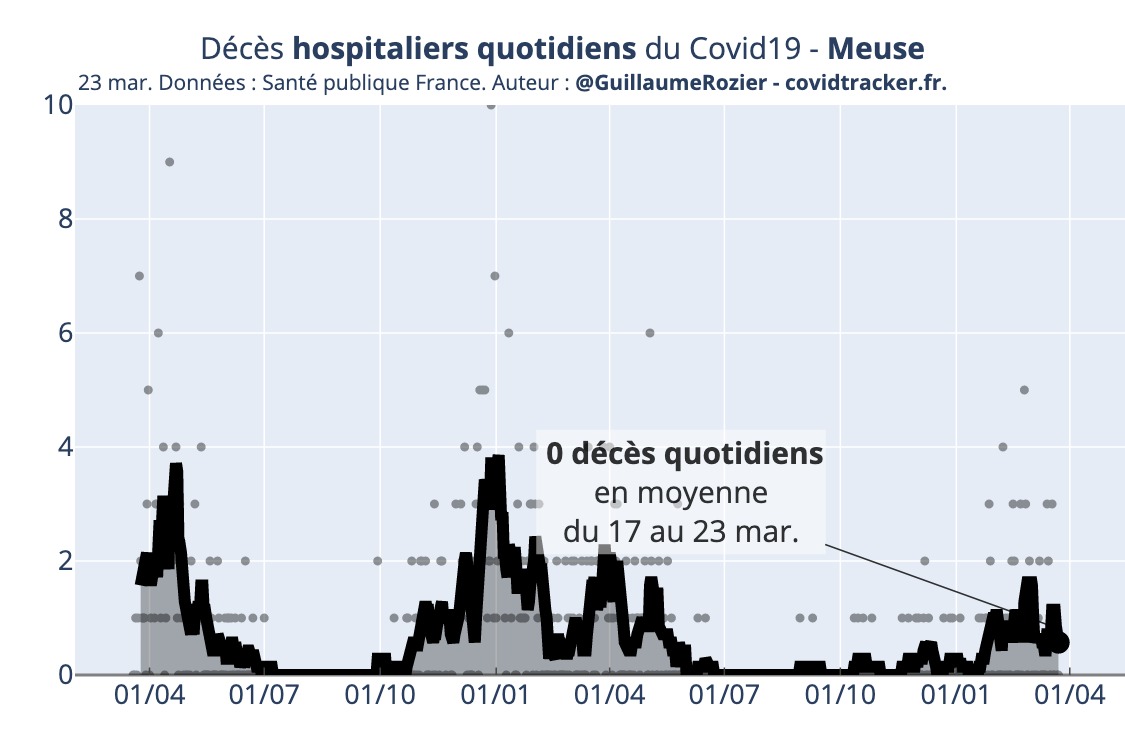 Décès hospitaliers quotidiens du Covid19 - Meuse
23 mar. Données : Santé publique France. Auteur : @GuillaumeRozier - covidtracker.fr.
10
8
6
4
2
0
0 décès quotidiens
en moyenne
du 17 au 23 mar.
01/04 01/07 01/10 01/01 01/04 01/07 01/10 01/01 01/04